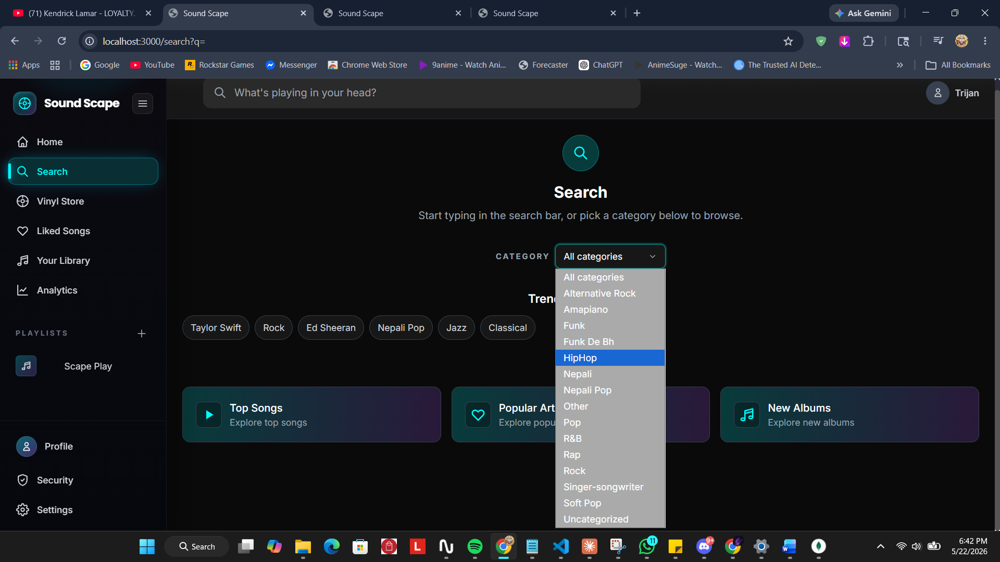 (71) Kendrick Lamar - LOYALTY.
Sound Scape
Sound Scape
Sound Scape
Ask Gemini
localhost:3000/search?q=
Apps
Google
YouTube
Rockstar Games
Messenger
Chrome Web Store
9anime - Watch Ani...
Forecaster
ChatGPT
AnimeSuge - Watch...
The Trusted AI Dete...
All Bookmarks
Sound Scape
What's playing in your head?
Trijan
Home
Search
Vinyl Store
Liked Songs
Your Library
Analytics
PLAYLISTS
Scape Play
Profile
Security
Settings
Search
Start typing in the search bar, or pick a category below to browse.
CATEGORY
All categories
All categories
Alternative Rock
Amapiano
Funk
Funk De Bh
HipHop
Nepali
Nepali Pop
Other
Pop
R&B
Rap
Rock
Singer-songwriter
Soft Pop
Uncategorized
Taylor Swift
Rock
Ed Sheeran
Nepali Pop
Jazz
Classical
Top Songs
Explore top songs
Popular Art
Explore popu
New Albums
Explore new albums
Search
11
9+
6:42 PM
5/22/2026